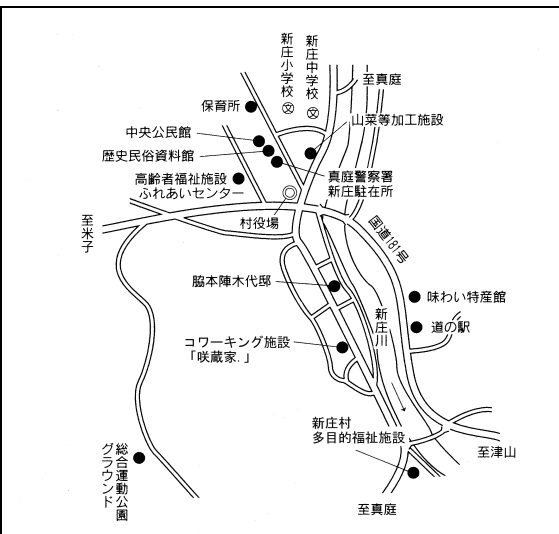 新庄小学校
新庄中学校
至真庭
保育所
山菜等加工施設
中央公民館
歴史民俗資料館
真庭警察署
新庄駐在所
高齢者福祉施設
ふれあいセンター
至米子
村役場
国道181号
脇本陣木代邸
味わい特産館
新庄川
道の駅
コワーキング施設
「咲蔵家.」
新庄村
多目的福祉施設
至津山
総合運動公園
グラウンド
至真庭